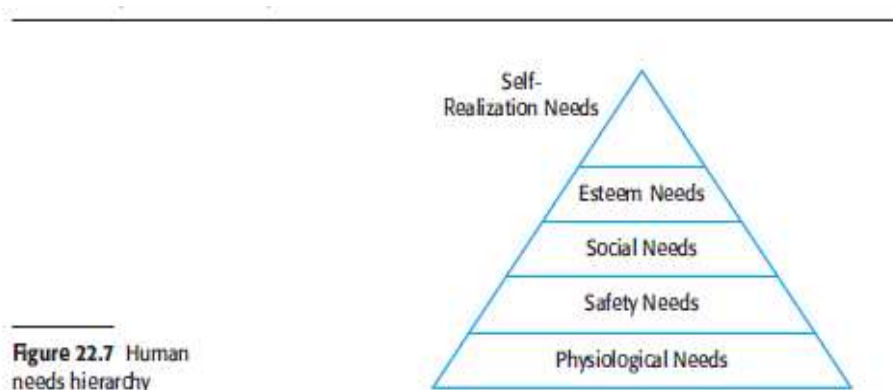 Self-
Realization Needs
Esteem Needs
Social Needs
Safety Needs
Physiological Needs
Figure 22.7 Human
needs hierarchy